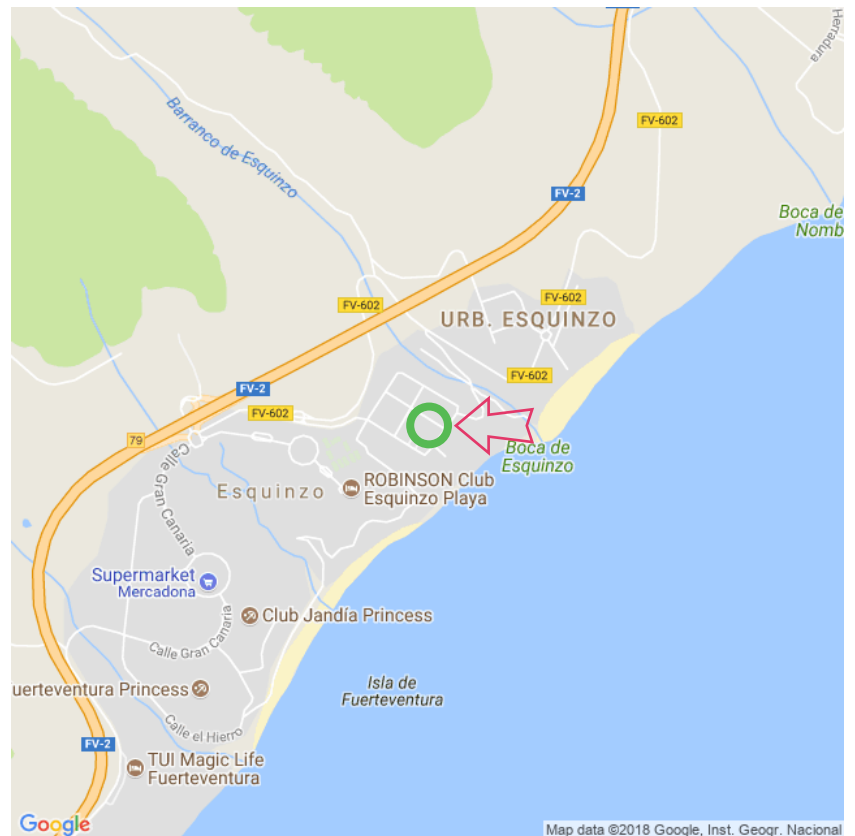 Herradura
FV-602
Barranco de Esquinzo
FV-2
Boca de
Nomb
FV-602
FV-602
URB. ESQUINZO
FV-602
FV-2
FV-602
79
Boca de
Esquinzo
Calle Gran Canaria
ROBINSON Club
Esquinzo Playa
Esquinzo
Supermarket
Mercadona
Club Jandía Princess
Calle Gran Canaria
Isla de
Fuerteventura
uerteventura Princess
Calle el Hierro
FV-2
TUI Magic Life
Fuerteventura
Google
Map data ©2018 Google, Inst. Geogr. Nacional